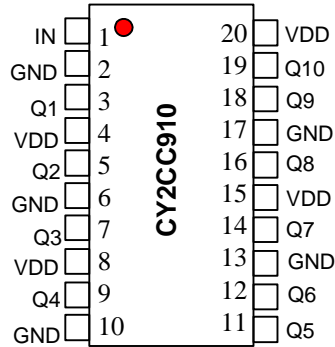 IN 1 20 VDD
GND 2 19 Q10
Q1 3 18 Q9
VDD 4 17 GND
Q2 5 16 Q8
GND 6 15 VDD
Q3 7 14 Q7
VDD 8 13 GND
Q4 9 12 Q6
GND 10 11 Q5
CY2CC910